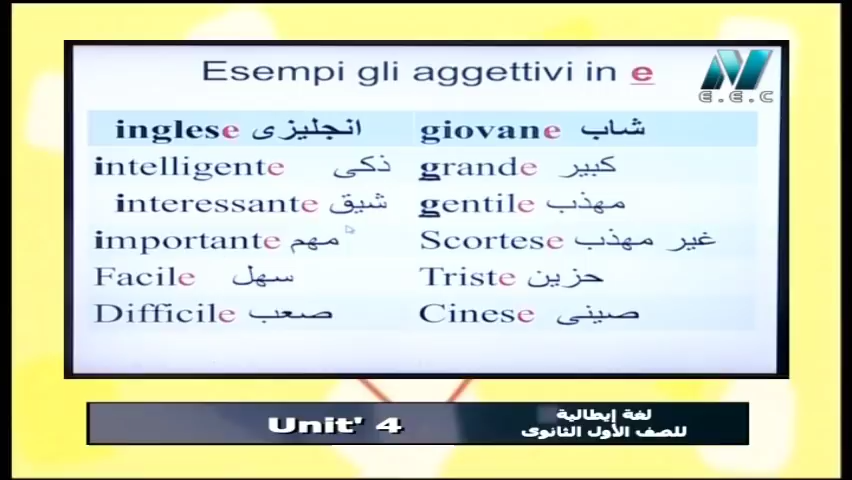 Esempi gli aggettivi in e
E.E.C
inglese انجليزى giovane شاب
intelligente ذكى grande كبير
interessante شيق gentile مهذب
importante مهم Scortese غير مهذب
Facile سهل Triste حزين
Difficile صعب Cinese صينى
Unit' 4
لغة إيطالية
للصف الأول الثانوى